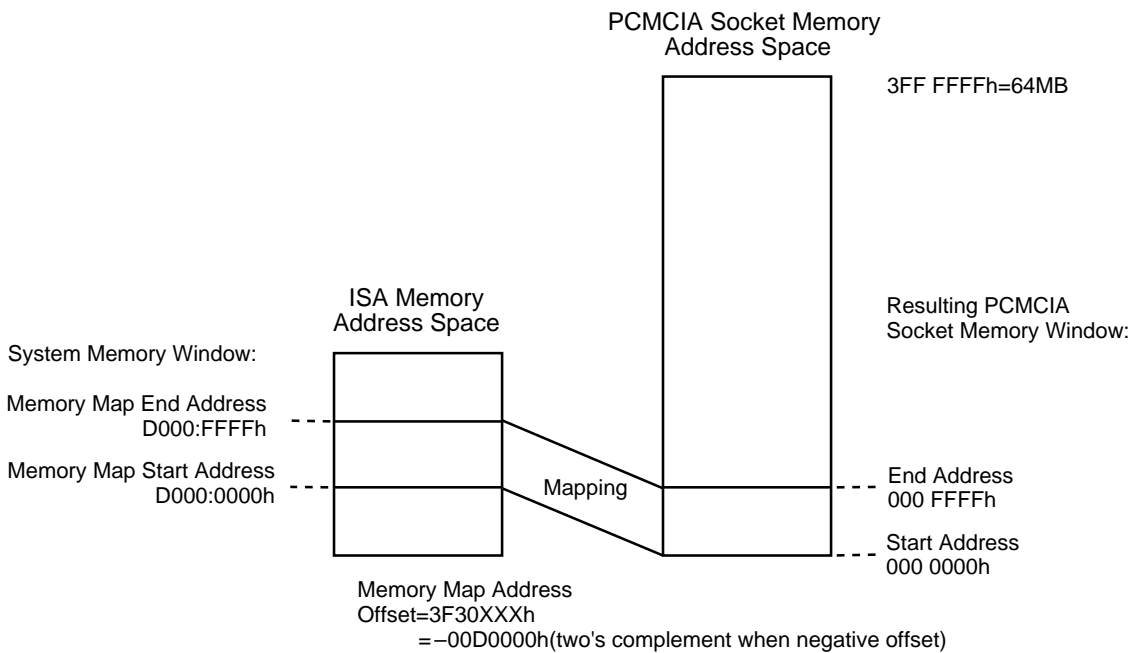 PCMCIA Socket Memory
Address Space
3FF FFFFh=64MB
ISA Memory
Address Space
Resulting PCMCIA
Socket Memory Window:
System Memory Window:
Memory Map End Address
D000:FFFFh
Memory Map Start Address
D000:0000h
Mapping
End Address
000 FFFFh
Start Address
000 0000h
Memory Map Address
Offset=3F30XXXh
=−00D0000h(two's complement when negative offset)